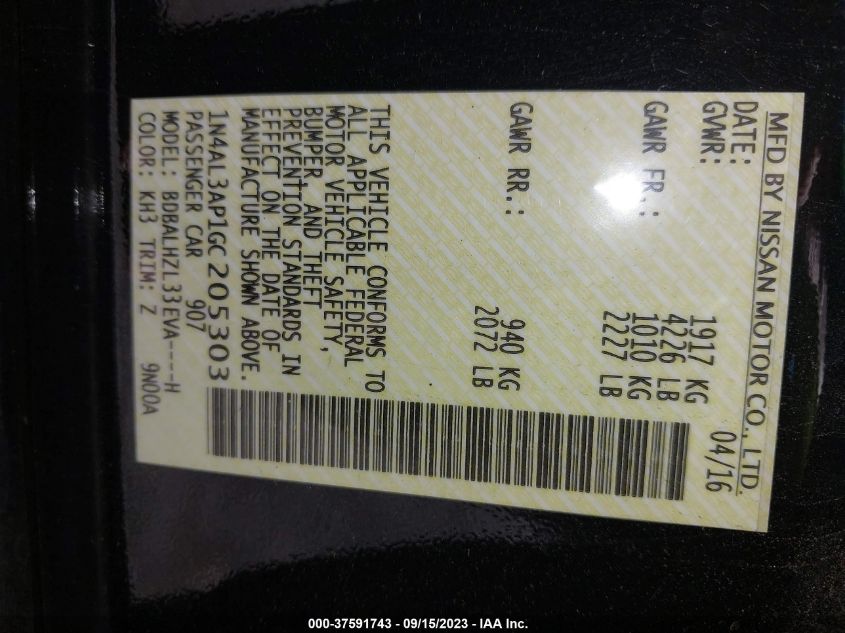 MFD BY NISSAN MOTOR CO., LTD.
DATE: 04/16
GVWR: 1917 KG
4226 LB
GAWR FR.: 1010 KG
2227 LB
GAWR RR.: 940 KG
2072 LB
THIS VEHICLE CONFORMS TO
ALL APPLICABLE FEDERAL
MOTOR VEHICLE SAFETY,
BUMPER, AND THEFT
PREVENTION STANDARDS IN
EFFECT ON THE DATE OF
MANUFACTURE SHOWN ABOVE.
1N4AL3AP1GC205303
PASSENGER CAR 907
MODEL: BDBALHZL33EVA----H
COLOR: KH3 TRIM: Z 9N00A
000-37591743 - 09/15/2023 - IAA Inc.